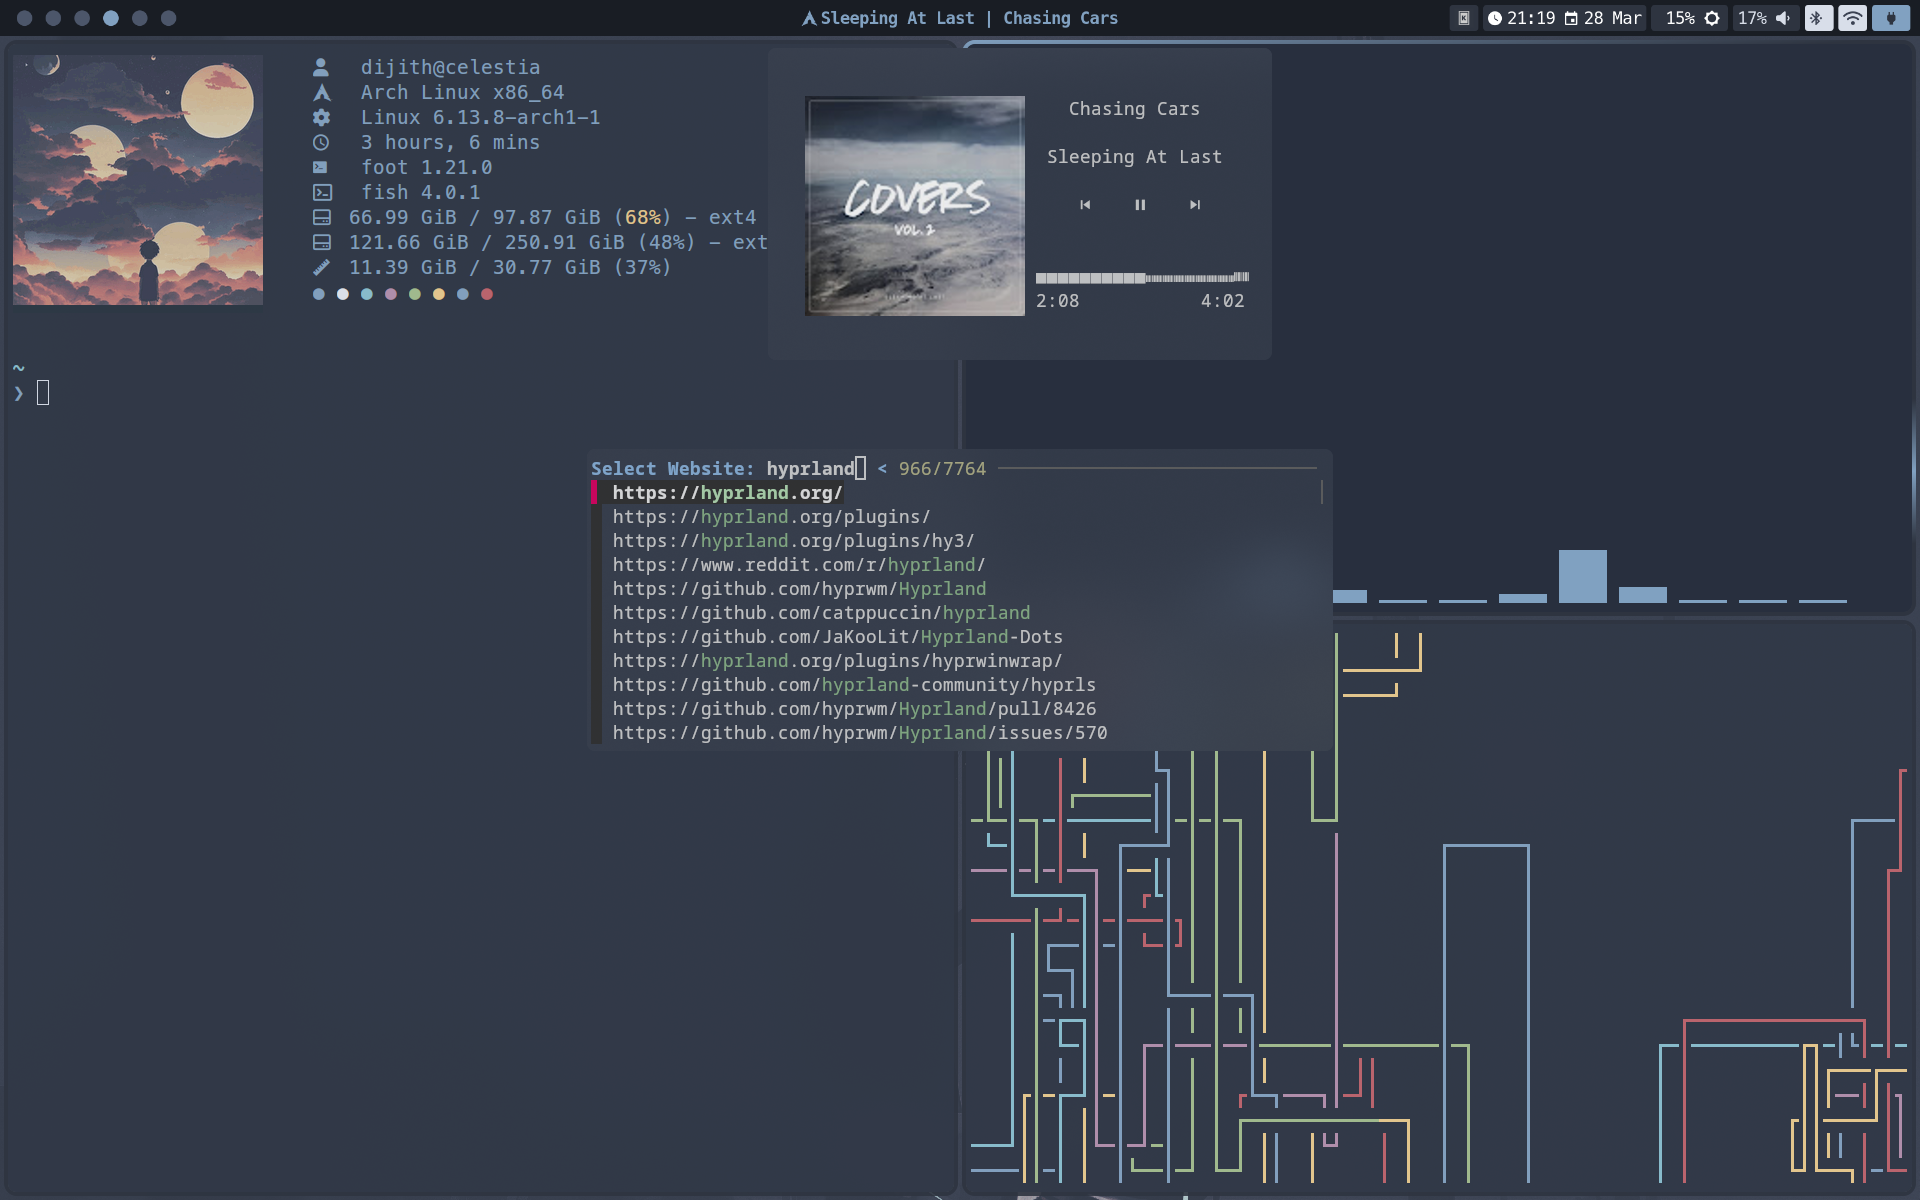 Sleeping At Last | Chasing Cars
21:19 28 Mar
15%
17%
dijith@celestia
Arch Linux x86_64
Linux 6.13.8-arch1-1
3 hours, 6 mins
foot 1.21.0
fish 4.0.1
66.99 GiB / 97.87 GiB (68%) - ext4
121.66 GiB / 250.91 GiB (48%) - ext
11.39 GiB / 30.77 GiB (37%)
~
❯
COVERS
VOL. 2
SLEEPING AT LAST
Chasing Cars
Sleeping At Last
2:08 4:02
Select Website: hyprland < 966/7764
https://hyprland.org/
https://hyprland.org/plugins/
https://hyprland.org/plugins/hy3/
https://www.reddit.com/r/hyprland/
https://github.com/hyprwm/Hyprland
https://github.com/catppuccin/hyprland
https://github.com/JaKooLit/Hyprland-Dots
https://hyprland.org/plugins/hyprwinwrap/
https://github.com/hyprland-community/hyprls
https://github.com/hyprwm/Hyprland/pull/8426
https://github.com/hyprwm/Hyprland/issues/570